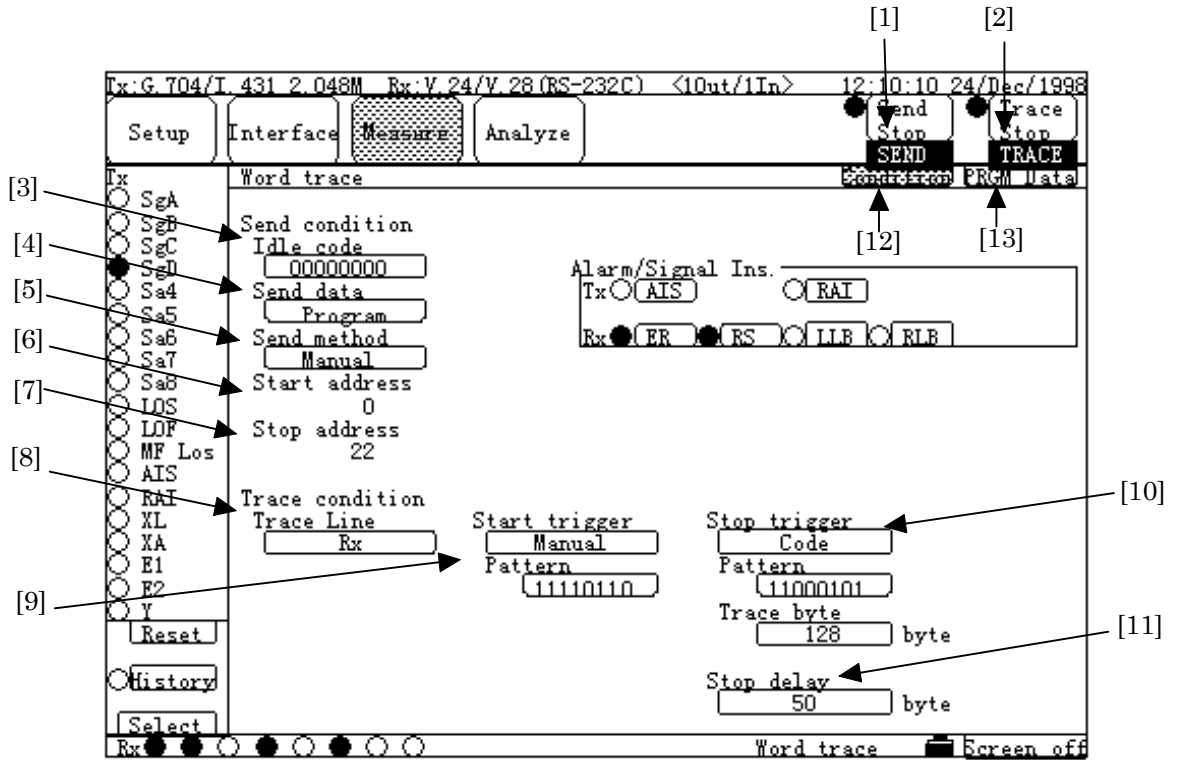 [1] [2]
Tx:G.704/I.431 2.048M Rx:V.24/V.28(RS-232C) <1Out/1In> 12:10:10 24/Dec/1998
Setup Interface Measure Analyze Send Stop Trace Stop
SEND TRACE
Tx Word trace Condition PRGM Data
[12] [13]
SgA
SgB
SgC
SgD
Sa4
Sa5
Sa6
Sa7
Sa8
LOS
LOF
MF Los
AIS
RAI
XL
XA
E1
E2
Y
Reset
History
Select
Send condition
[3] Idle code
00000000
[4] Send data
Program
[5] Send method
Manual
[6] Start address
0
[7] Stop address
22
Alarm/Signal Ins.
Tx AIS RAI
Rx ER RS LLB RLB
Trace condition
[8] Trace Line
Rx
[9] Start trigger
Manual
Pattern
11110110
[10] Stop trigger
Code
Pattern
11000101
Trace byte
128 byte
[11] Stop delay
50 byte
Rx Word trace Screen off